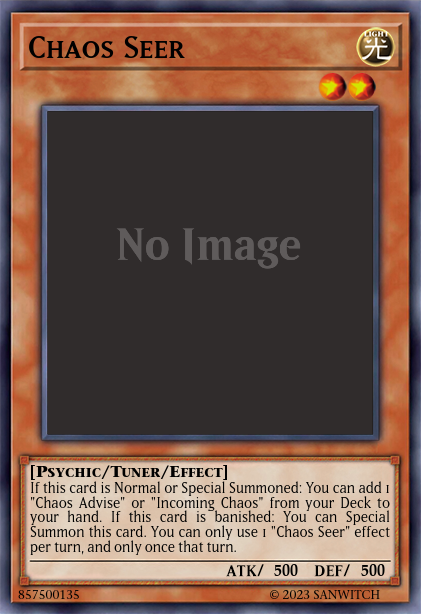 Chaos Seer
LIGHT
光
No Image
[Psychic/Tuner/Effect]
If this card is Normal or Special Summoned: You can add 1
"Chaos Advise" or "Incoming Chaos" from your Deck to
your hand. If this card is banished: You can Special
Summon this card. You can only use 1 "Chaos Seer" effect
per turn, and only once that turn.
ATK/ 500 DEF/ 500
857500135 © 2023 SANWITCH